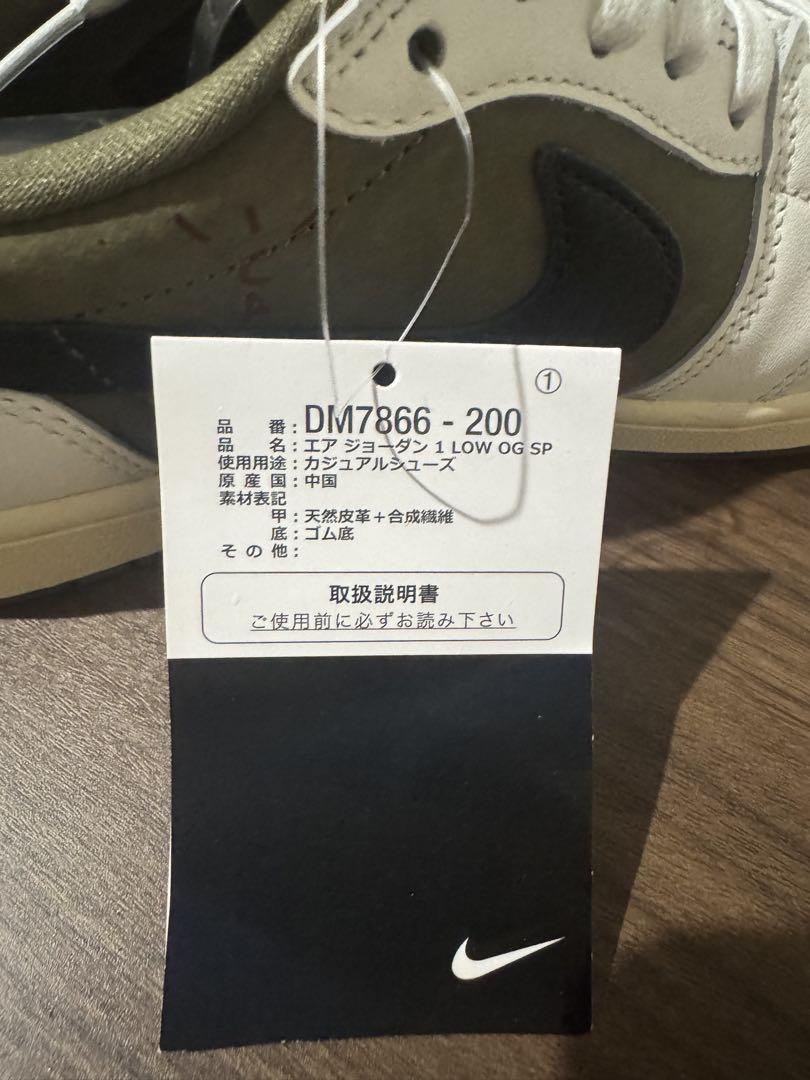 ①
品 番：DM7866 - 200
品 名：エア ジョーダン 1 LOW OG SP
使用用途：カジュアルシューズ
原 産 国：中国
素材表記
甲：天然皮革＋合成繊維
底：ゴム底
そ の 他：
取扱説明書
ご使用前に必ずお読み下さい